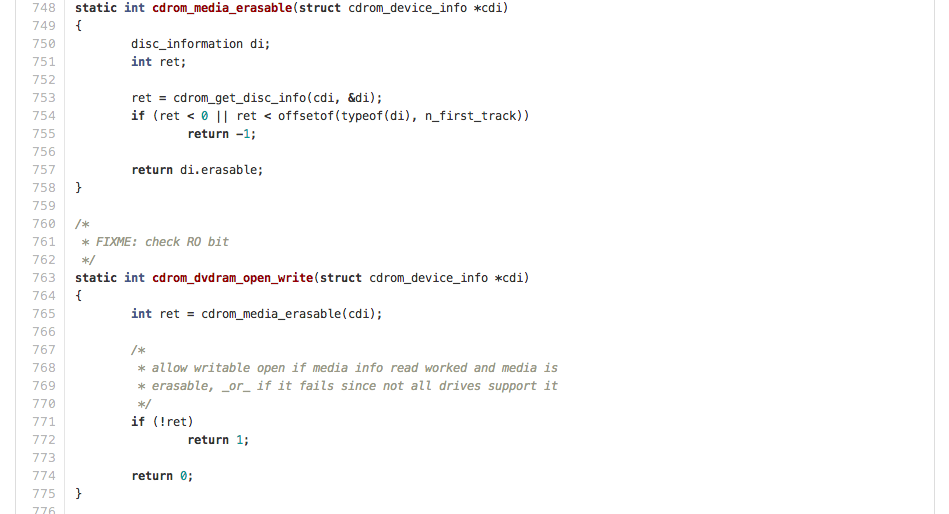 748 static int cdrom_media_erasable(struct cdrom_device_info *cdi)
749 {
750         disc_information di;
751         int ret;
752
753         ret = cdrom_get_disc_info(cdi, &di);
754         if (ret < 0 || ret < offsetof(typeof(di), n_first_track))
755                 return -1;
756
757         return di.erasable;
758 }
759
760 /*
761  * FIXME: check RO bit
762  */
763 static int cdrom_dvdram_open_write(struct cdrom_device_info *cdi)
764 {
765         int ret = cdrom_media_erasable(cdi);
766
767         /*
768          * allow writable open if media info read worked and media is
769          * erasable, _or_ if it fails since not all drives support it
770          */
771         if (!ret)
772                 return 1;
773
774         return 0;
775 }
776